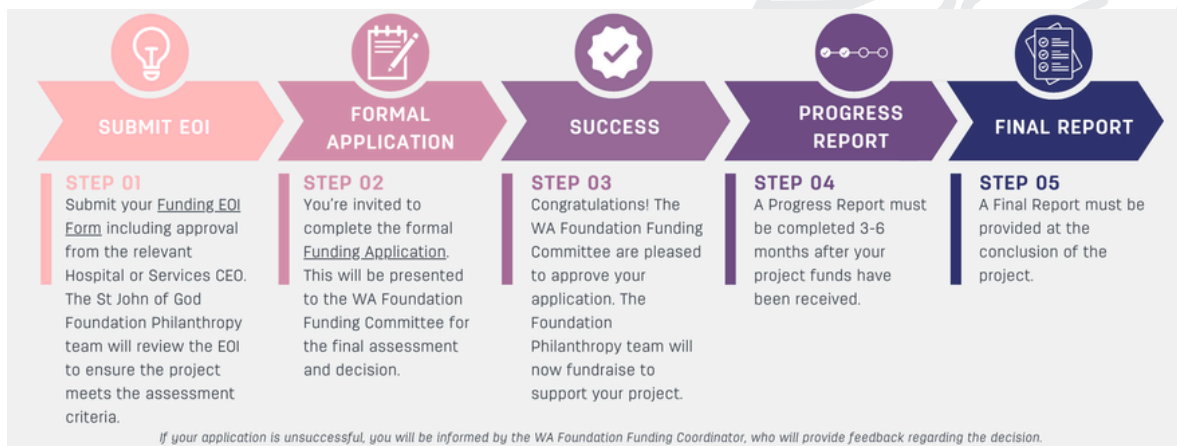 SUBMIT EOI
FORMAL
APPLICATION
SUCCESS
PROGRESS
REPORT
FINAL REPORT
STEP 01
Submit your Funding EOI
Form including approval
from the relevant
Hospital or Services CEO.
The St John of God
Foundation Philanthropy
team will review the EOI
to ensure the project
meets the assessment
criteria.
STEP 02
You're invited to
complete the formal
Funding Application.
This will be presented
to the WA Foundation
Funding Committee for
the final assessment
and decision.
STEP 03
Congratulations! The
WA Foundation Funding
Committee are pleased
to approve your
application. The
Foundation
Philanthropy team will
now fundraise to
support your project.
STEP 04
A Progress Report must
be completed 3-6
months after your
project funds have
been received.
STEP 05
A Final Report must be
provided at the
conclusion of the
project.
If your application is unsuccessful, you will be informed by the WA Foundation Funding Coordinator, who will provide feedback regarding the decision.